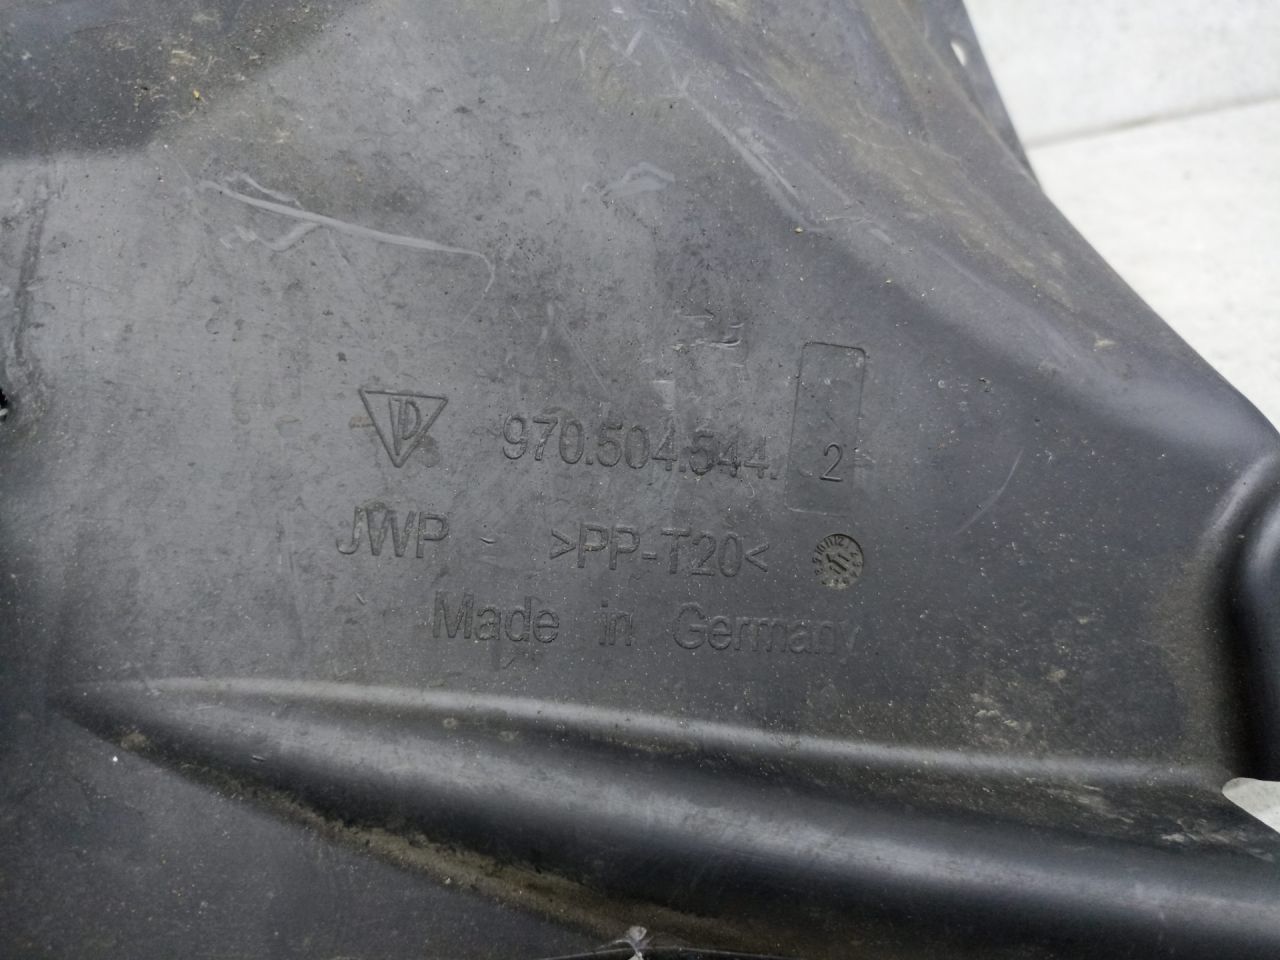 970.504.544. 2
JWP - >PP-T20<
Made in Germany